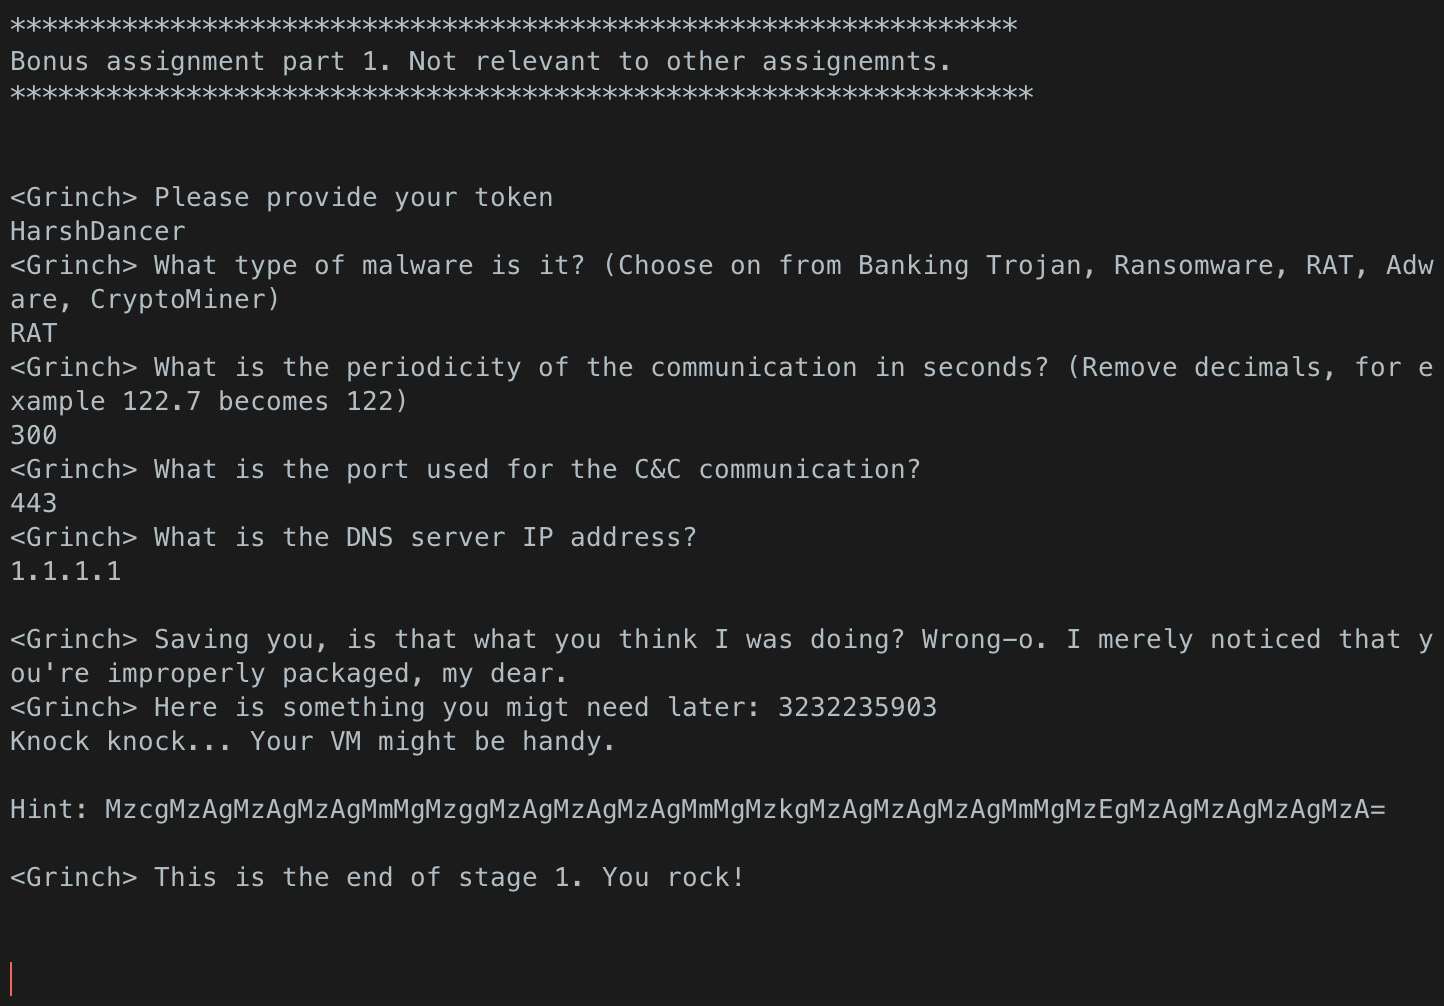 ***************************************************************
Bonus assignment part 1. Not relevant to other assignemnts.
****************************************************************
<Grinch> Please provide your token
HarshDancer
<Grinch> What type of malware is it? (Choose on from Banking Trojan, Ransomware, RAT, Adw
are, CryptoMiner)
RAT
<Grinch> What is the periodicity of the communication in seconds? (Remove decimals, for e
xample 122.7 becomes 122)
300
<Grinch> What is the port used for the C&C communication?
443
<Grinch> What is the DNS server IP address?
1.1.1.1
<Grinch> Saving you, is that what you think I was doing? Wrong-o. I merely noticed that y
ou're improperly packaged, my dear.
<Grinch> Here is something you migt need later: 3232235903
Knock knock... Your VM might be handy.
Hint: MzcgMzAgMzAgMzAgMmMgMzggMzAgMzAgMzAgMmMgMzkgMzAgMzAgMzAgMmMgMzEgMzAgMzAgMzAgMzA=
<Grinch> This is the end of stage 1. You rock!